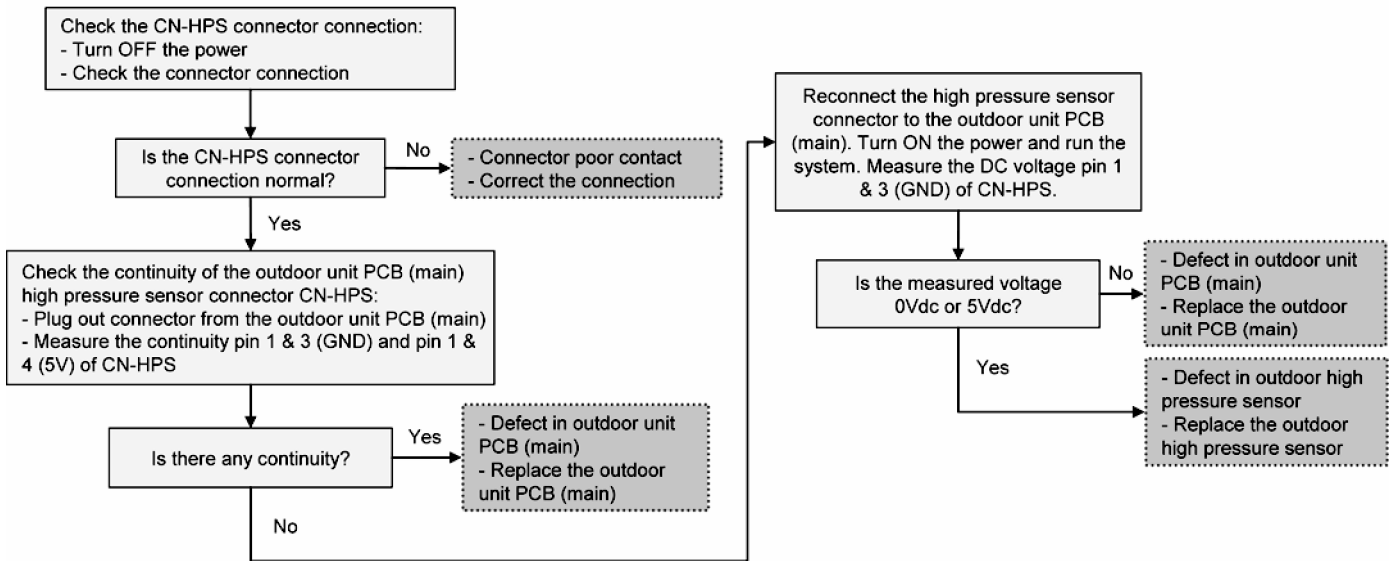 Check the CN-HPS connector connection:
- Turn OFF the power
- Check the connector connection
Is the CN-HPS connector
connection normal?
No
- Connector poor contact
- Correct the connection
Yes
Check the continuity of the outdoor unit PCB (main)
high pressure sensor connector CN-HPS:
- Plug out connector from the outdoor unit PCB (main)
- Measure the continuity pin 1 & 3 (GND) and pin 1 &
4 (5V) of CN-HPS
Is there any continuity?
Yes
- Defect in outdoor unit
PCB (main)
- Replace the outdoor
unit PCB (main)
No
Reconnect the high pressure sensor
connector to the outdoor unit PCB
(main). Turn ON the power and run the
system. Measure the DC voltage pin 1
& 3 (GND) of CN-HPS.
Is the measured voltage
0Vdc or 5Vdc?
No
- Defect in outdoor unit
PCB (main)
- Replace the outdoor
unit PCB (main)
Yes
- Defect in outdoor high
pressure sensor
- Replace the outdoor
high pressure sensor